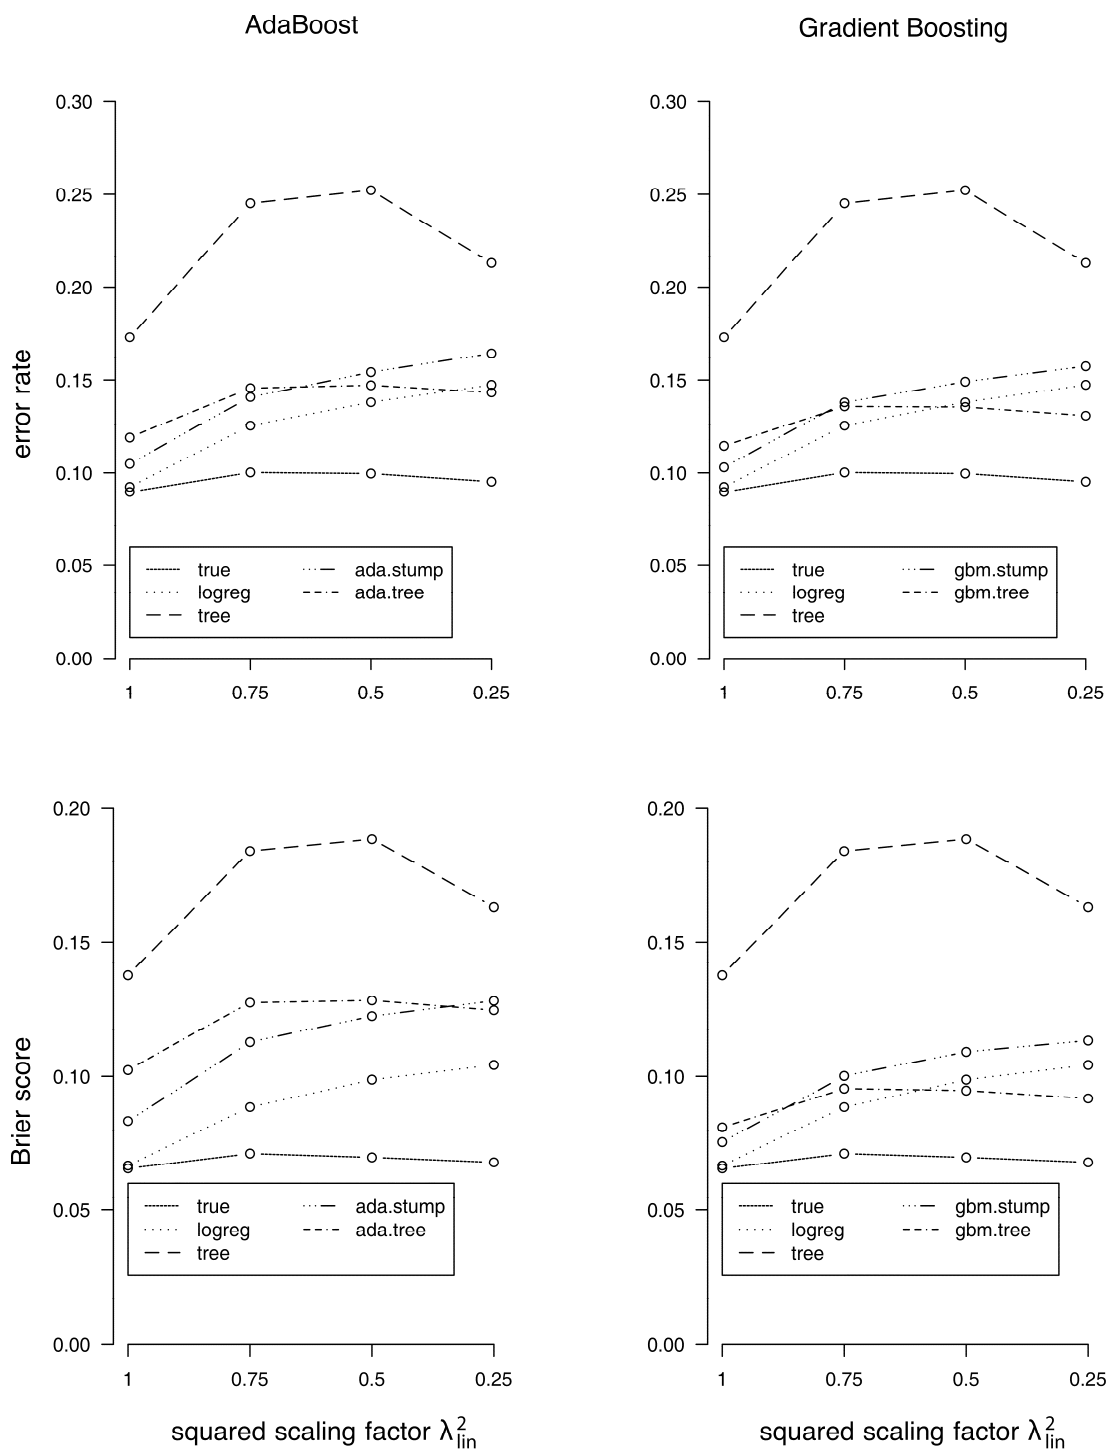 AdaBoost
Gradient Boosting
0.30
0.25
0.20
0.15
0.10
0.05
0.00
error rate
true
logreg
tree
ada.stump
ada.tree
1 0.75 0.5 0.25
0.30
0.25
0.20
0.15
0.10
0.05
0.00
true
logreg
tree
gbm.stump
gbm.tree
1 0.75 0.5 0.25
0.20
0.15
0.10
0.05
0.00
Brier score
true
logreg
tree
ada.stump
ada.tree
1 0.75 0.5 0.25
squared scaling factor λ²lin
0.20
0.15
0.10
0.05
0.00
true
logreg
tree
gbm.stump
gbm.tree
1 0.75 0.5 0.25
squared scaling factor λ²lin